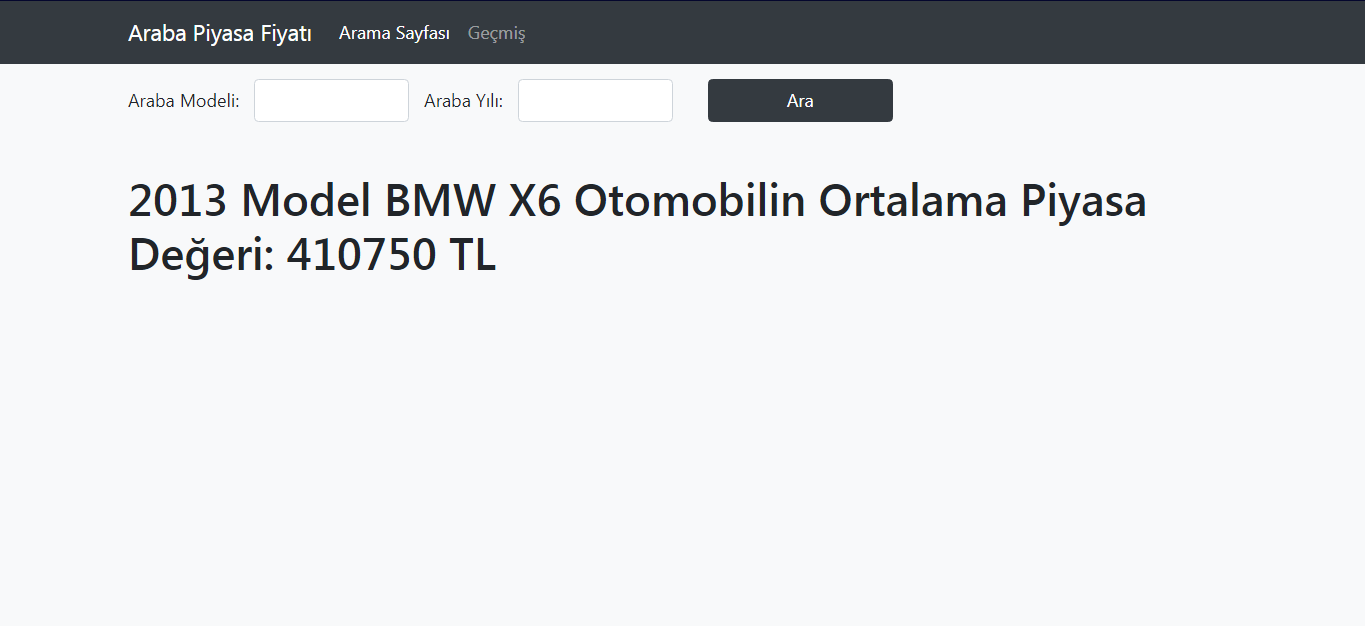 Araba Piyasa Fiyatı Arama Sayfası Geçmiş
Araba Modeli: Araba Yılı: Ara
2013 Model BMW X6 Otomobilin Ortalama Piyasa
Değeri: 410750 TL